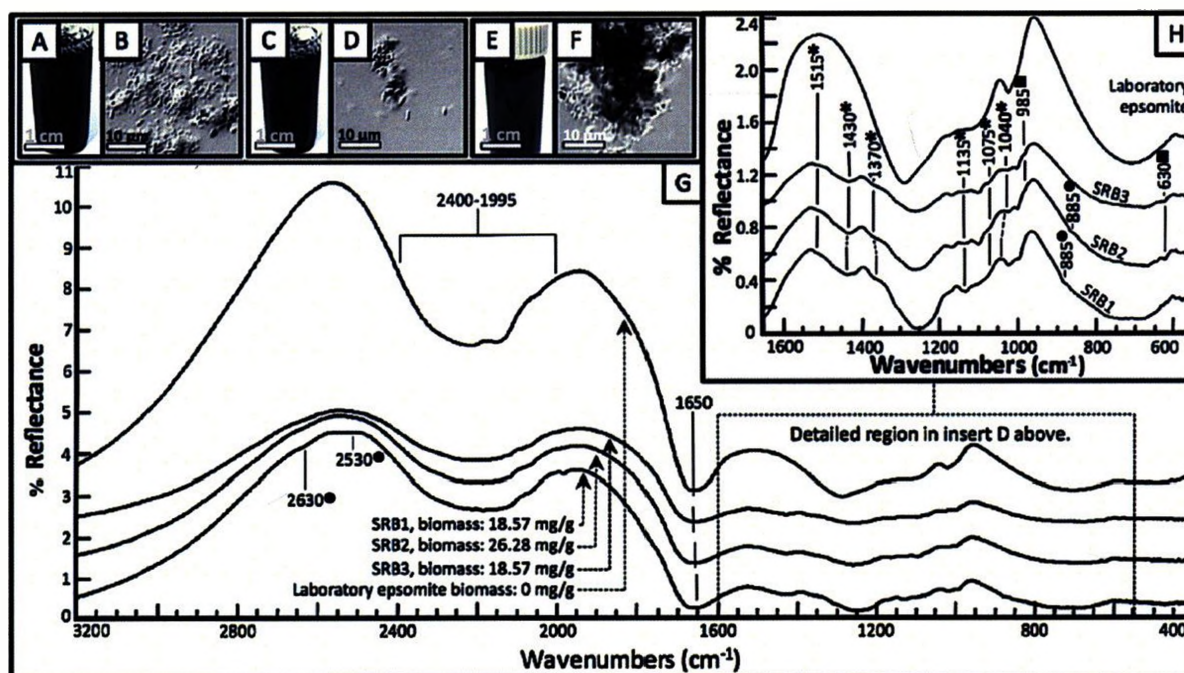 A
B
C
D
E
F
1 cm
10 µm
1 cm
10 µm
1 cm
10 µm
H
2.4
2.0
1.6
1.2
0.8
0.4
0
% Reflectance
1515*
1430*
1370*
1135*
1075*
1040*
985■
630■
885●
885●
Laboratory
epsomite
SRB3
SRB2
SRB1
1600 1400 1200 1000 800 600
Wavenumbers (cm⁻¹)
G
11
10
9
8
7
6
5
4
3
2
1
0
% Reflectance
2400-1995
1650
2530●
2630●
Detailed region in insert D above.
SRB1, biomass: 18.57 mg/g
SRB2, biomass: 26.28 mg/g
SRB3, biomass: 18.57 mg/g
Laboratory epsomite biomass: 0 mg/g
3200 2800 2400 2000 1600 1200 800 400
Wavenumbers (cm⁻¹)